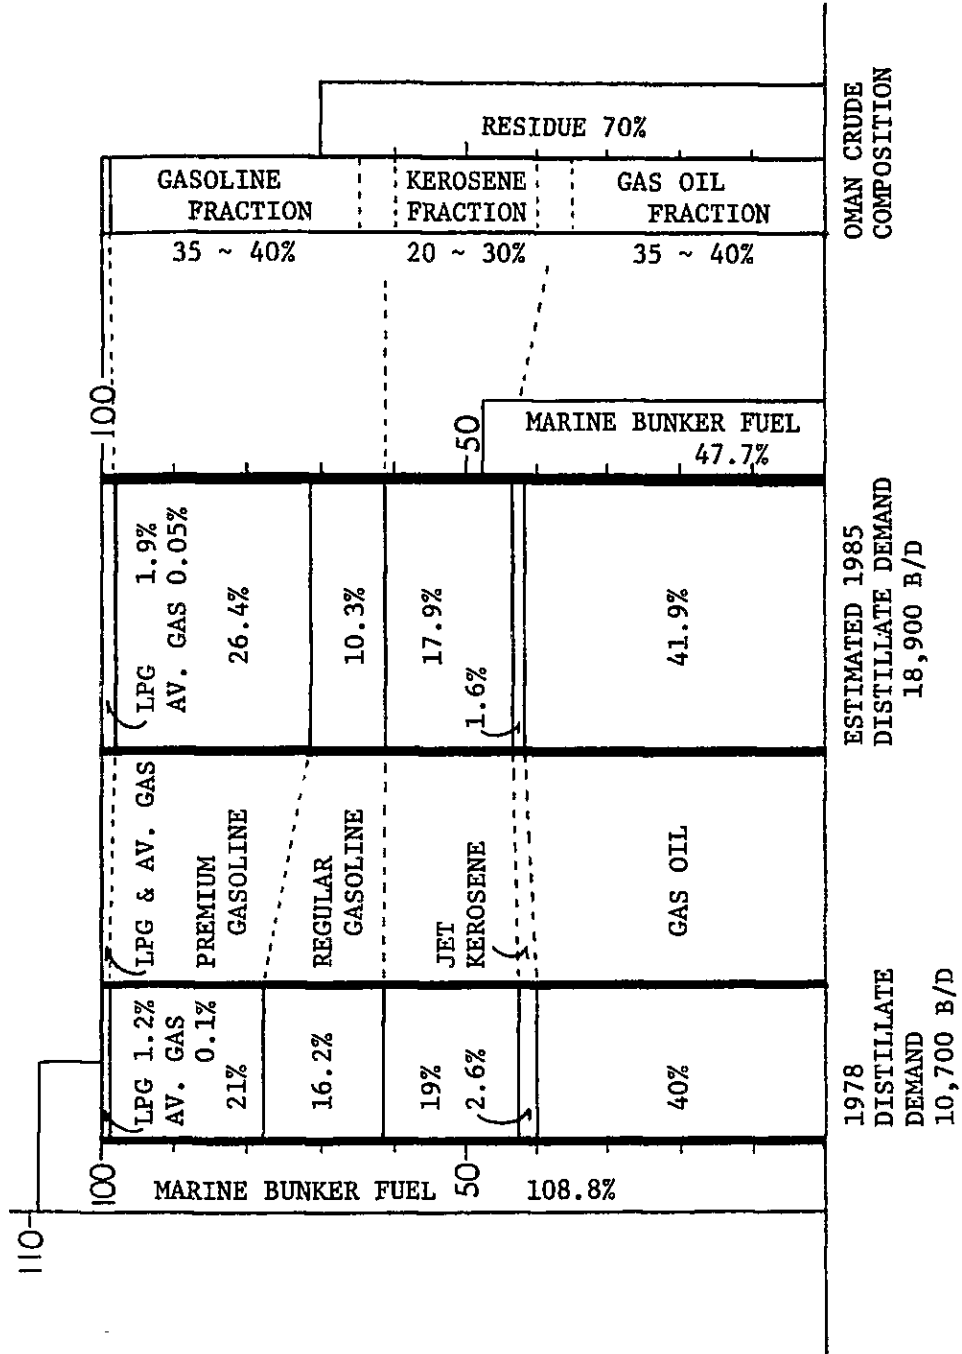 110
100
MARINE BUNKER FUEL
50
108.8%
LPG 1.2%
AV. GAS
0.1%
21%
16.2%
19%
2.6%
40%
1978
DISTILLATE
DEMAND
10,700 B/D
LPG & AV. GAS
PREMIUM
GASOLINE
REGULAR
GASOLINE
JET
KEROSENE
GAS OIL
LPG 1.9%
AV. GAS 0.05%
26.4%
10.3%
17.9%
1.6%
41.9%
ESTIMATED 1985
DISTILLATE DEMAND
18,900 B/D
100
50
MARINE BUNKER FUEL
47.7%
35 ~ 40%
20 ~ 30%
35 ~ 40%
GASOLINE
FRACTION
KEROSENE
FRACTION
GAS OIL
FRACTION
RESIDUE 70%
OMAN CRUDE
COMPOSITION